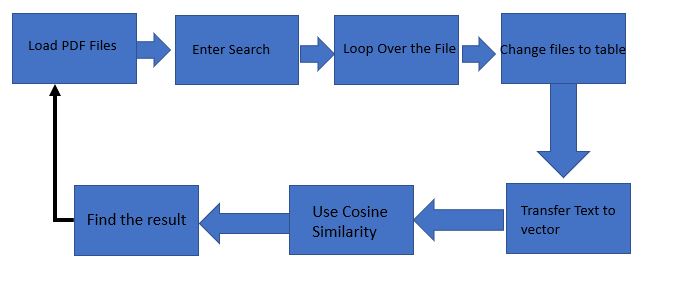 Load PDF Files
Enter Search
Loop Over the File
Change files to table
Transfer Text to
vector
Use Cosine
Similarity
Find the result